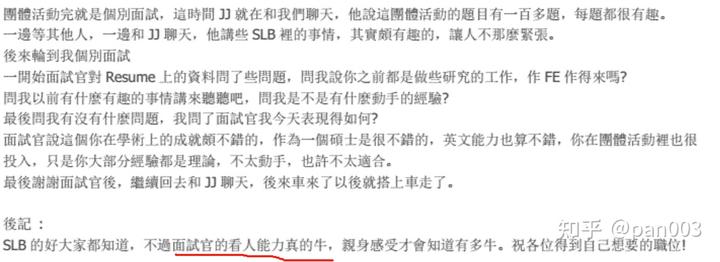 團體活動完就是個別面試，這時間 JJ 就在和我們聊天，他說這團體活動的題目有一百多題，每題都很有趣。
一邊等其他人，一邊和 JJ 聊天，他講些 SLB 裡的事情，其實頗有趣的，讓人不那麼緊張。
後來輪到我個別面試
一開始面試官對 Resume 上的資料問了些問題，問我說你之前都是做些研究的工作，作 FE 作得來嗎?
問我以前有什麼有趣的事情講來聽聽吧，問我是不是有什麼動手的經驗?
最後問我有沒有什麼問題，我問了面試官我今天表現得如何?
面試官說這個你在學術上的成就頗不錯的，作為一個碩士是很不錯的，英文能力也算不錯，你在團體活動裡也很
投入，只是你大部分經驗都是理論，不太動手，也許不太適合。
最後謝謝面試官後，繼續回去和 JJ 聊天，後來車來了以後就搭上車走了。
後記 :
SLB 的好大家都知道，不過面試官的看人能力真的牛，親身感受才會知道有多牛。祝各位得到自己想要的職位!
知乎 @pan003